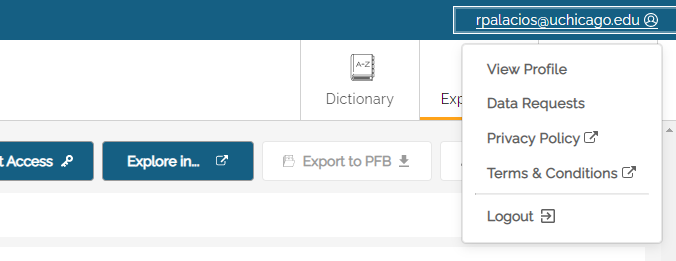 rpalacios@uchicago.edu
View Profile
A-Z
Dictionary
Exp
Data Requests
Privacy Policy
t Access
Explore in...
Export to PFB
Terms & Conditions
Logout